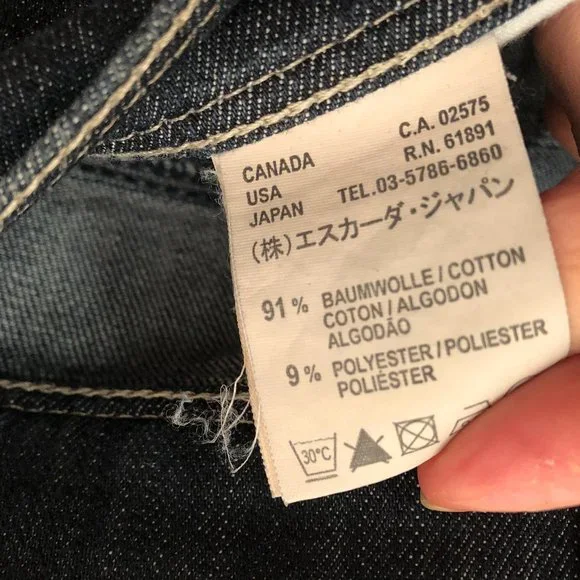 CANADA C.A. 02575
USA R.N. 61891
JAPAN TEL.03-5786-6860
(株)エスカーダ・ジャパン
91% BAUMWOLLE/COTTON
COTON/ALGODON
ALGODÃO
9% POLYESTER/POLIESTER
POLIÉSTER
30°C